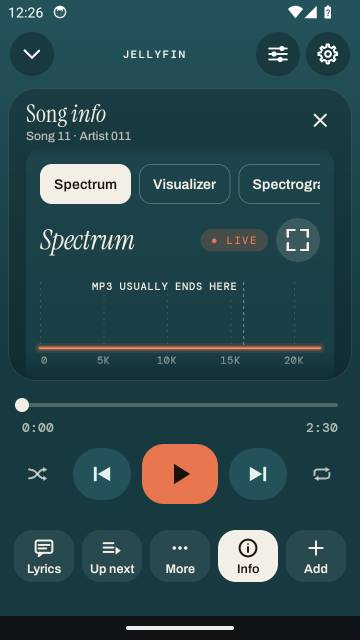 12:26
JELLYFIN
Song info
Song 11 · Artist 011
Spectrum
Visualizer
Spectrogra
Spectrum
LIVE
MP3 USUALLY ENDS HERE
0 5K 10K 15K 20K
0:00 2:30
Lyrics
Up next
More
Info
Add